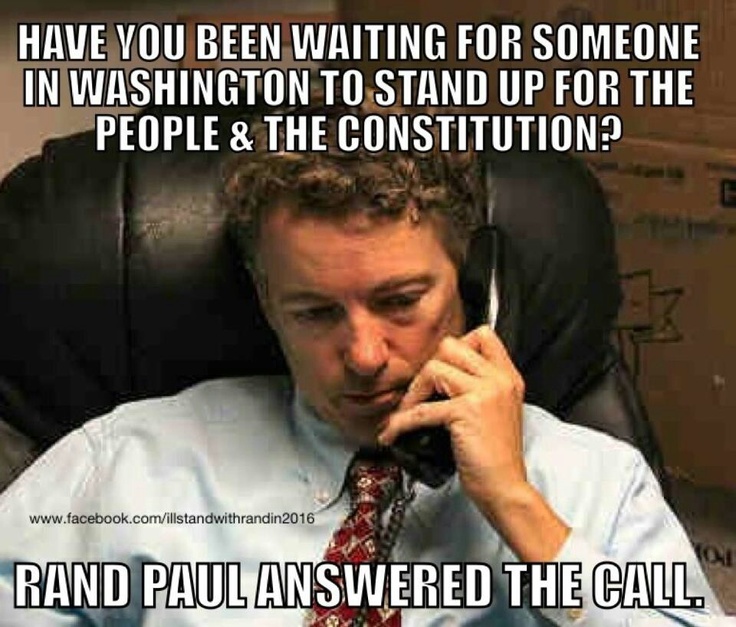 HAVE YOU BEEN WAITING FOR SOMEONE
IN WASHINGTON TO STAND UP FOR THE
PEOPLE & THE CONSTITUTION?
www.facebook.com/illstandwithrandin2016
RAND PAUL ANSWERED THE CALL.